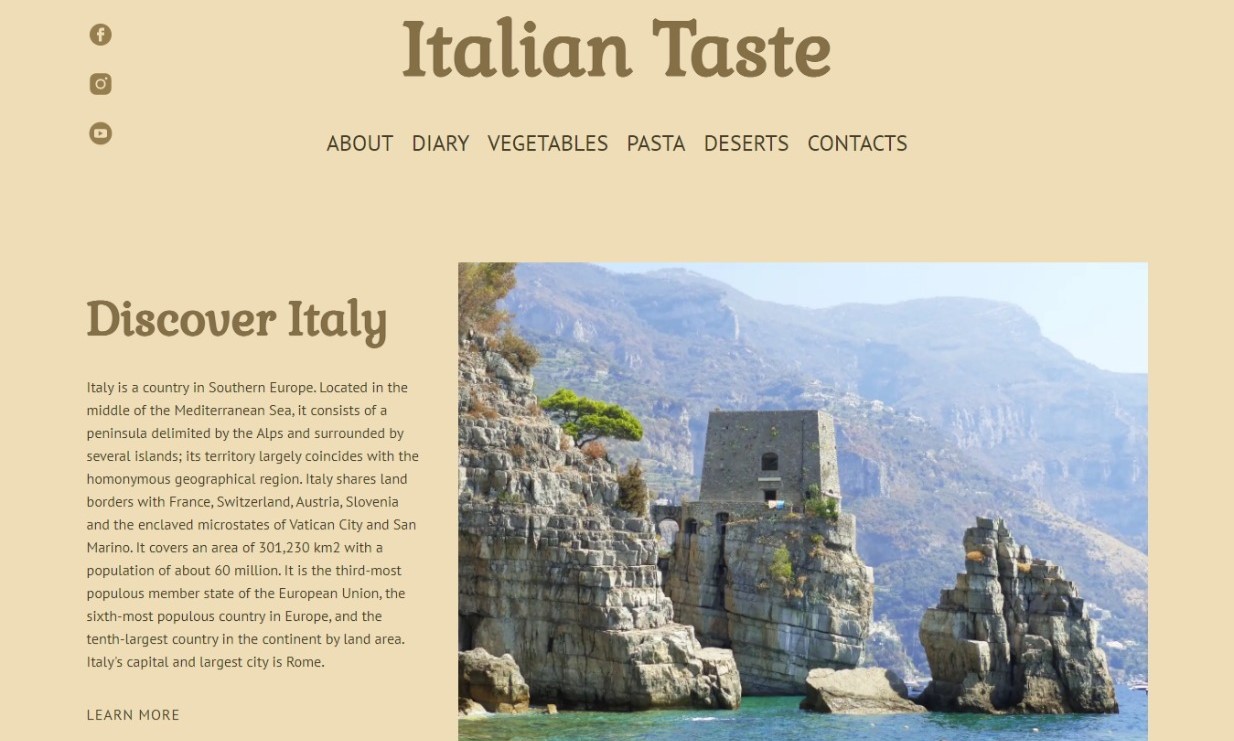 Italian Taste
ABOUT DIARY VEGETABLES PASTA DESERTS CONTACTS
Discover Italy
Italy is a country in Southern Europe. Located in the
middle of the Mediterranean Sea, it consists of a
peninsula delimited by the Alps and surrounded by
several islands; its territory largely coincides with the
homonymous geographical region. Italy shares land
borders with France, Switzerland, Austria, Slovenia
and the enclaved microstates of Vatican City and San
Marino. It covers an area of 301,230 km2 with a
population of about 60 million. It is the third-most
populous member state of the European Union, the
sixth-most populous country in Europe, and the
tenth-largest country in the continent by land area.
Italy's capital and largest city is Rome.
LEARN MORE